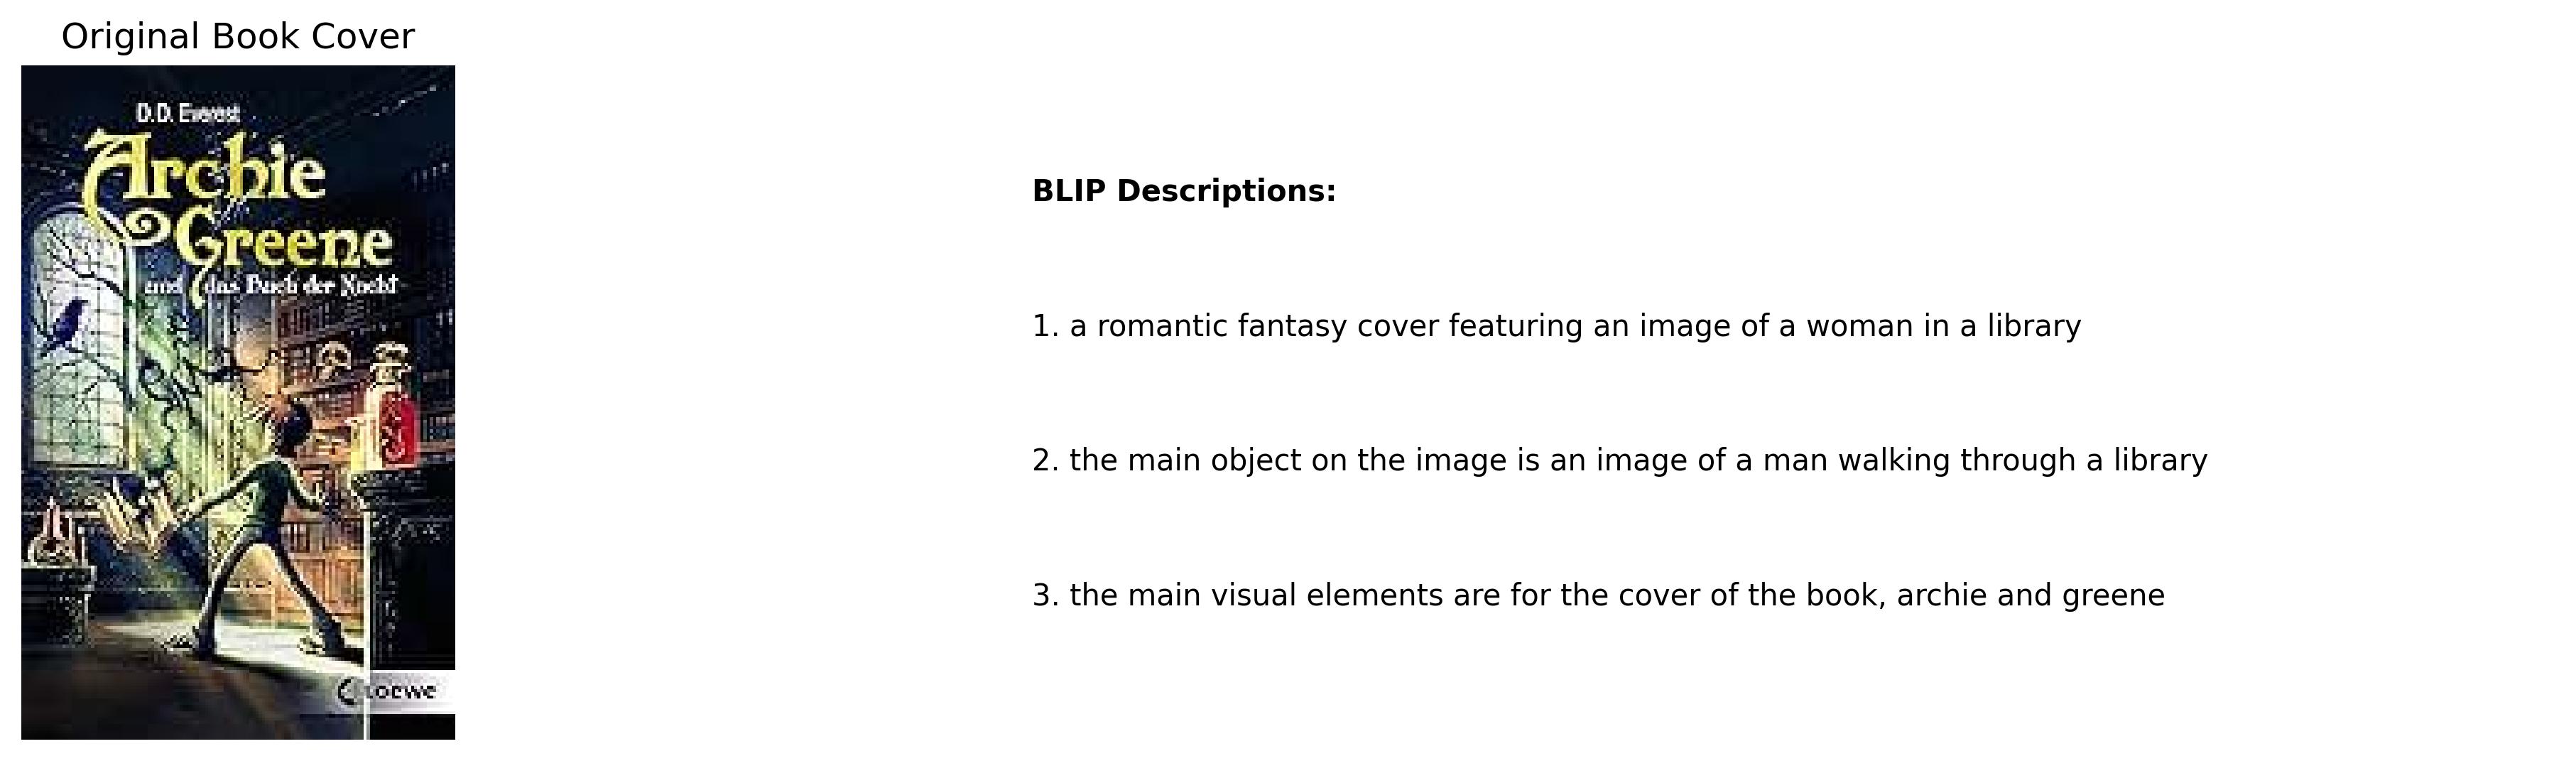 Original Book Cover
D.D. Everest
Archie
Greene
und das Buch der Nacht
Loewe
BLIP Descriptions:
1. a romantic fantasy cover featuring an image of a woman in a library
2. the main object on the image is an image of a man walking through a library
3. the main visual elements are for the cover of the book, archie and greene